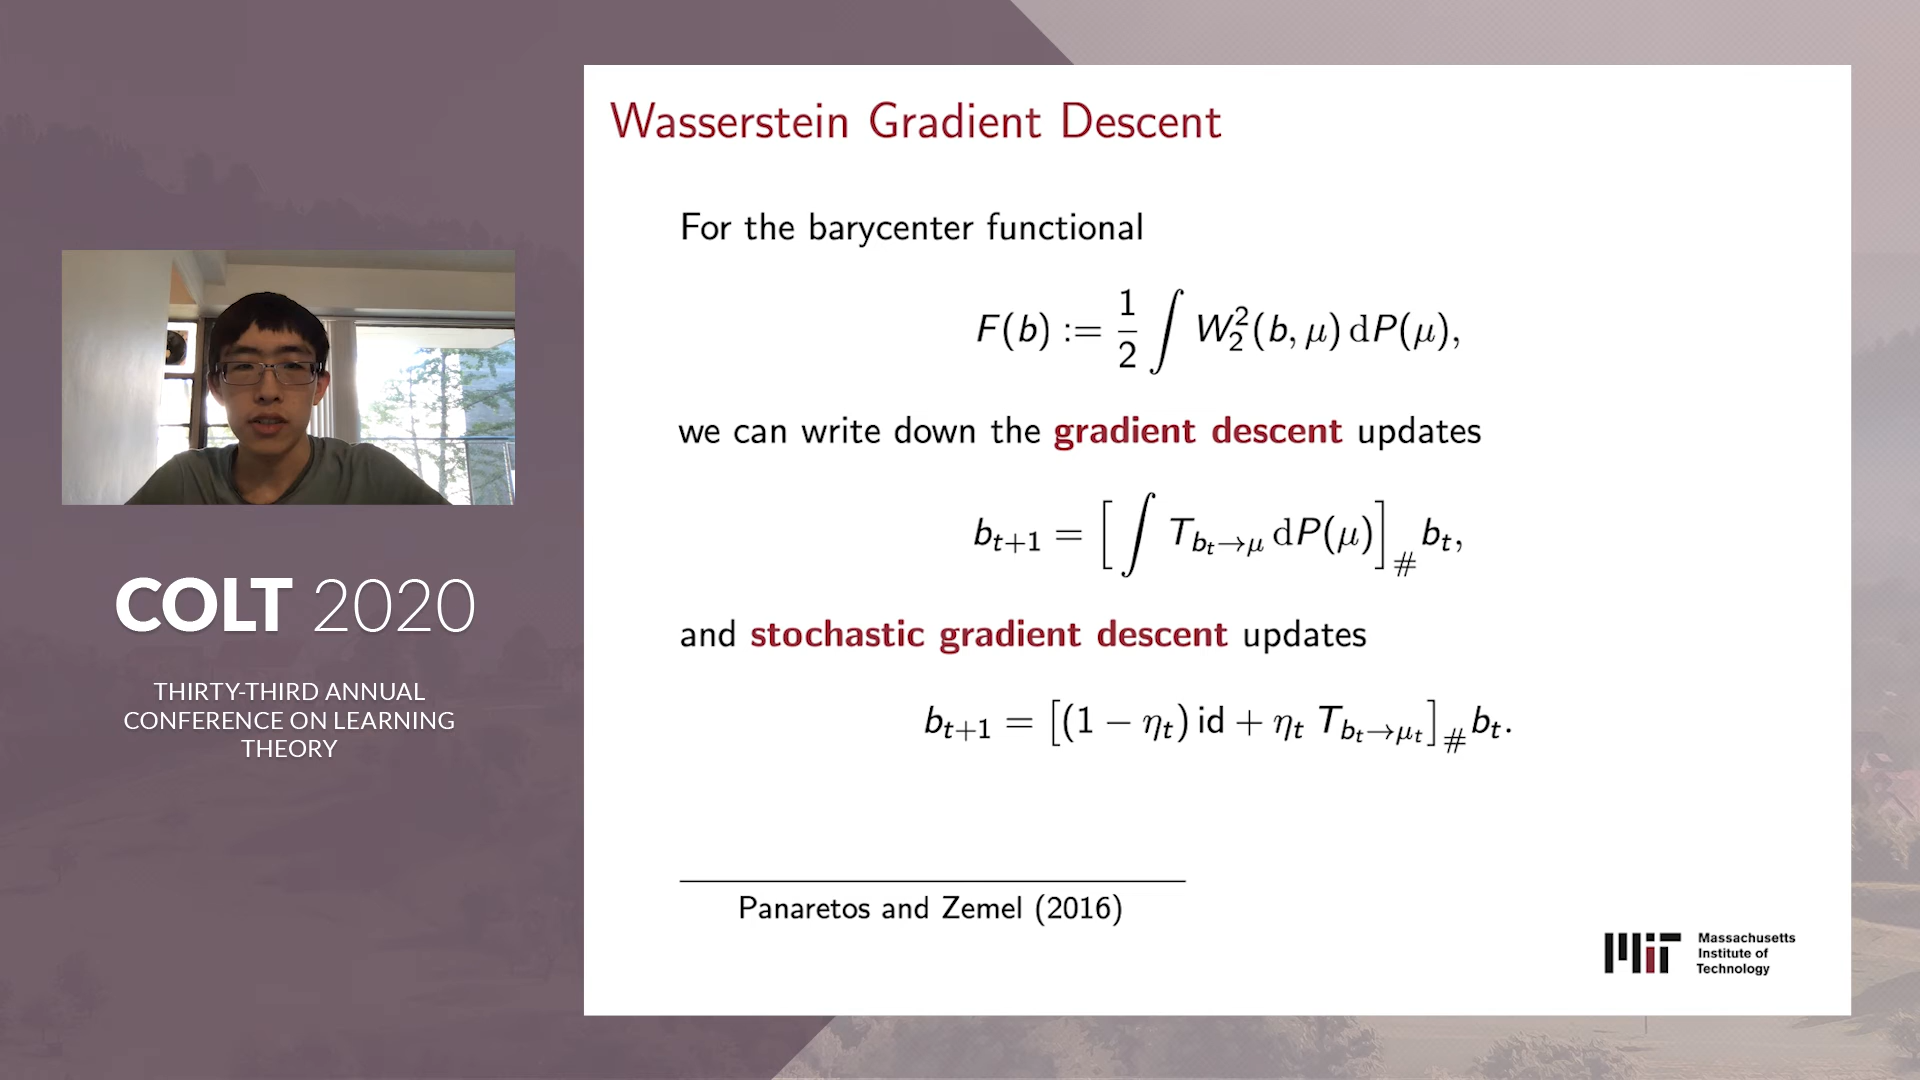 Wasserstein Gradient Descent
For the barycenter functional
F(b) := 1/2 ∫ W₂²(b, μ) dP(μ),
we can write down the gradient descent updates
b_{t+1} = [∫ T_{b_t→μ} dP(μ)]_# b_t,
and stochastic gradient descent updates
b_{t+1} = [(1 − η_t) id + η_t T_{b_t→μ_t}]_# b_t.
Panaretos and Zemel (2016)
MIT
Massachusetts
Institute of
Technology
COLT 2020
THIRTY-THIRD ANNUAL
CONFERENCE ON LEARNING
THEORY